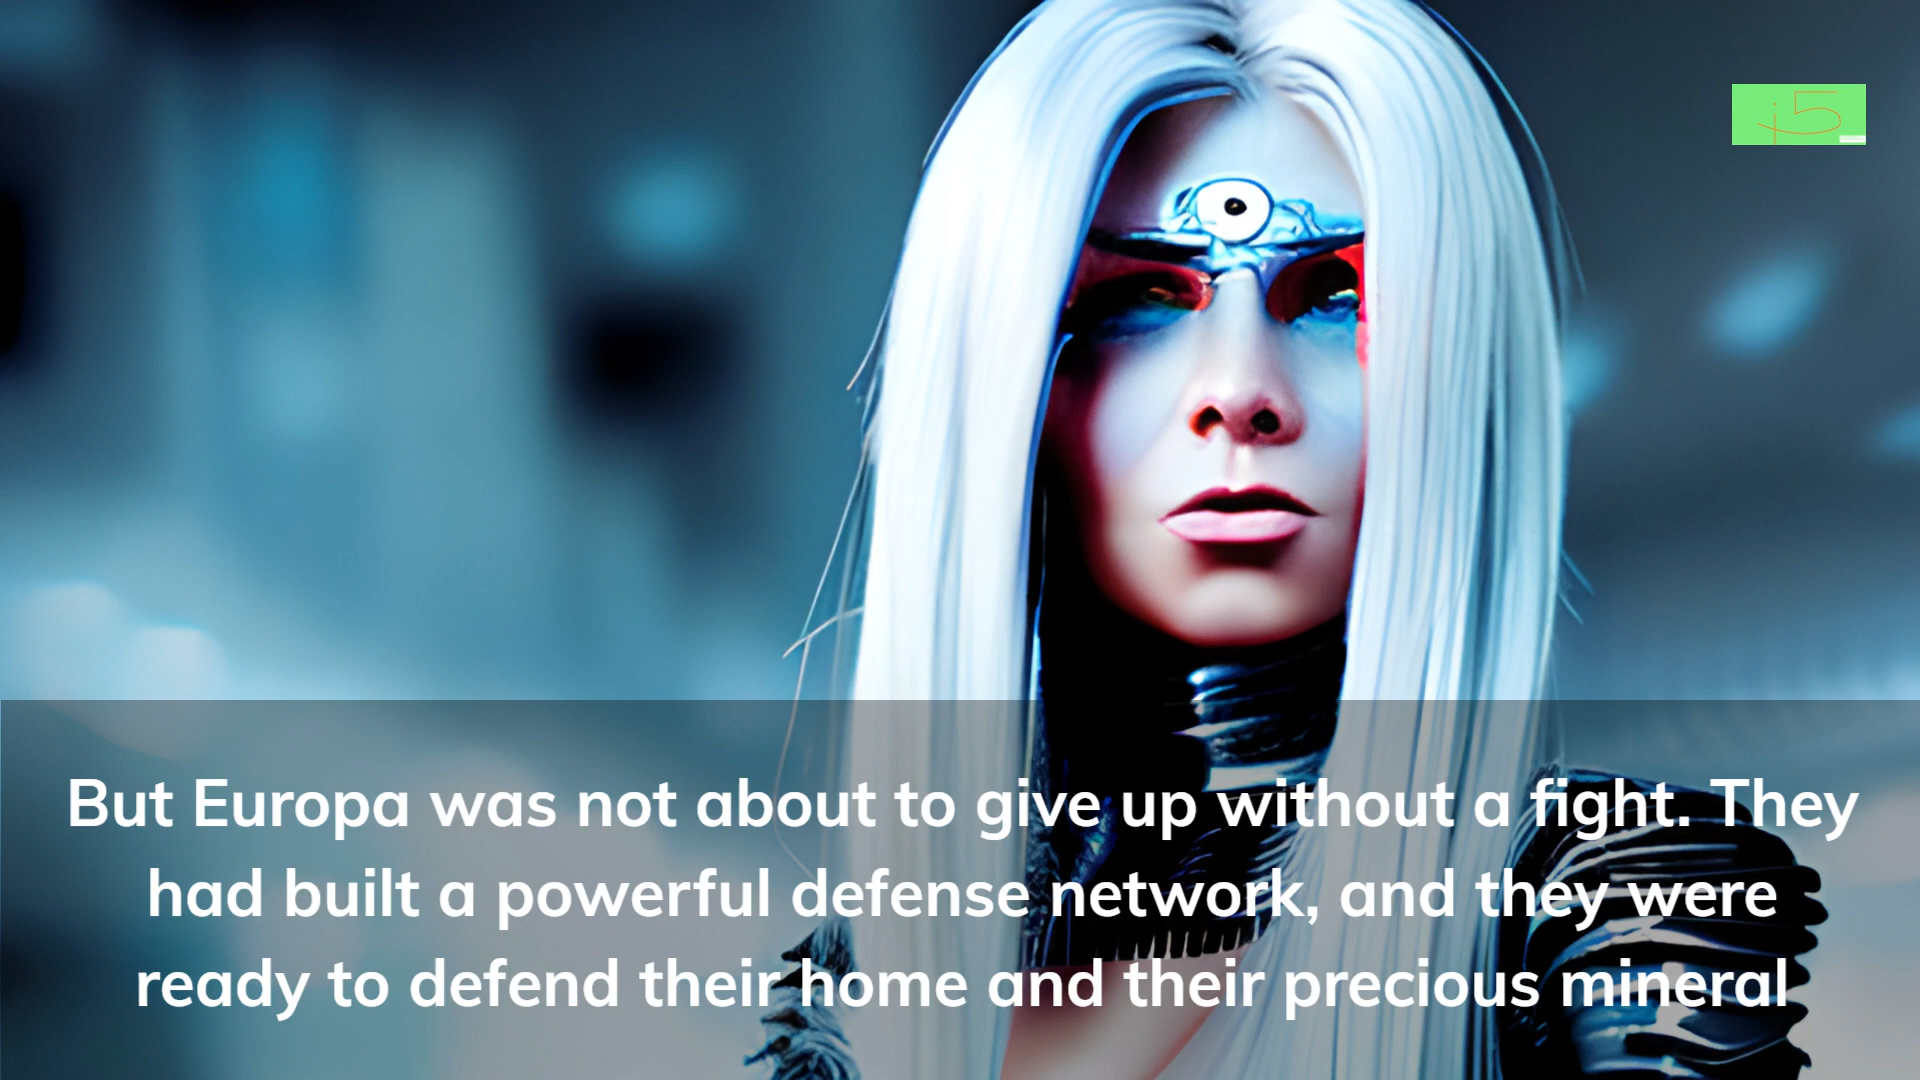 i5
But Europa was not about to give up without a fight. They
had built a powerful defense network, and they were
ready to defend their home and their precious mineral